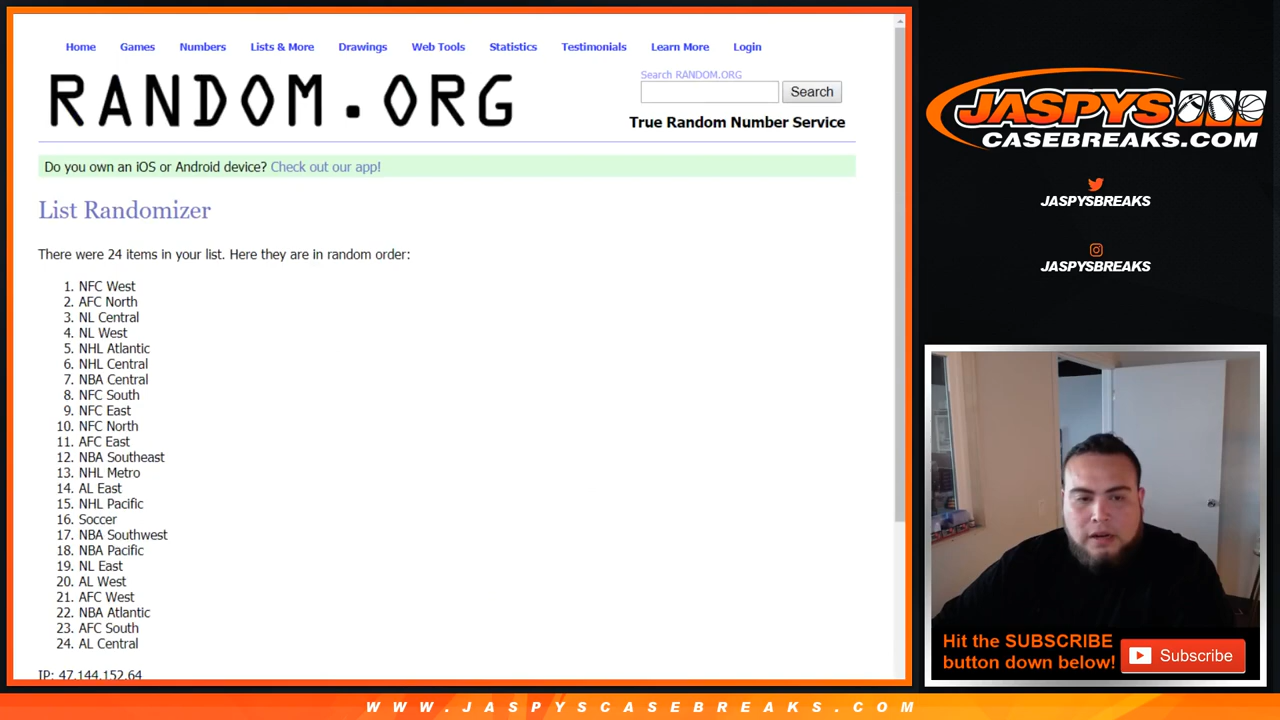 Home Games Numbers Lists & More Drawings Web Tools Statistics Testimonials Learn More Login
RANDOM.ORG
Search RANDOM.ORG
Search
True Random Number Service
Do you own an iOS or Android device? Check out our app!
List Randomizer
There were 24 items in your list. Here they are in random order:
1. NFC West
2. AFC North
3. NL Central
4. NL West
5. NHL Atlantic
6. NHL Central
7. NBA Central
8. NFC South
9. NFC East
10. NFC North
11. AFC East
12. NBA Southeast
13. NHL Metro
14. AL East
15. NHL Pacific
16. Soccer
17. NBA Southwest
18. NBA Pacific
19. NL East
20. AL West
21. AFC West
22. NBA Atlantic
23. AFC South
24. AL Central
IP: 47.144.152.64
JASPYS
CASEBREAKS.COM
JASPYSBREAKS
JASPYSBREAKS
Hit the SUBSCRIBE
button down below!
Subscribe
WWW.JASPYSCASEBREAKS.COM